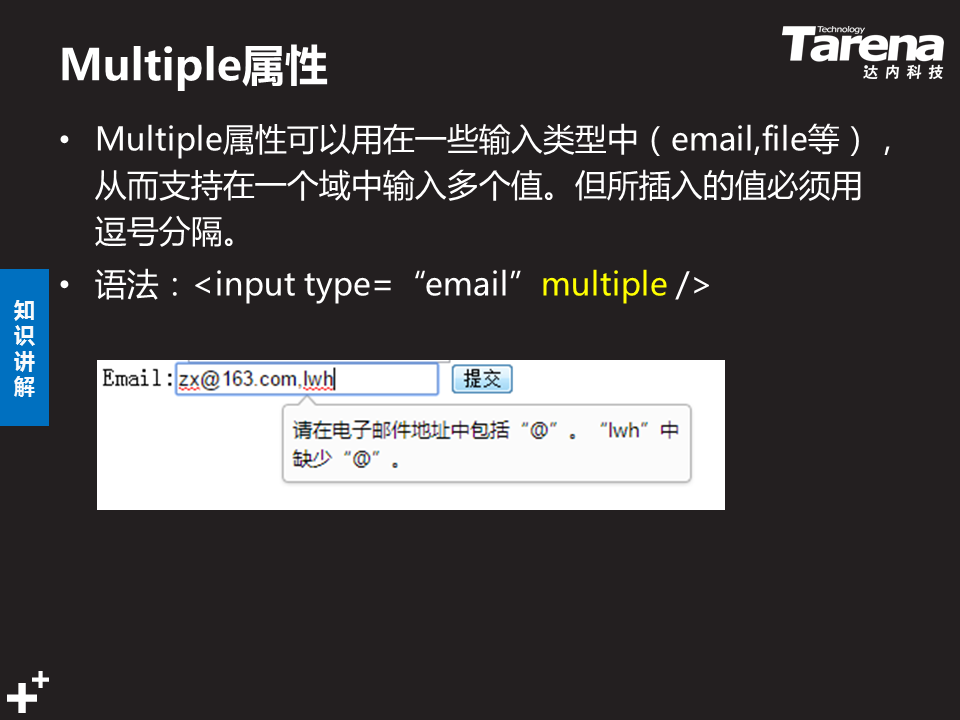 Multiple属性
Technology
Tarena
达内科技
• Multiple属性可以用在一些输入类型中（email,file等），
从而支持在一个域中输入多个值。但所插入的值必须用
逗号分隔。
• 语法：<input type=“email”multiple />
知
识
讲
解
Email:zx@163.com,lwh 提交
请在电子邮件地址中包括“@”。“lwh”中
缺少“@”。